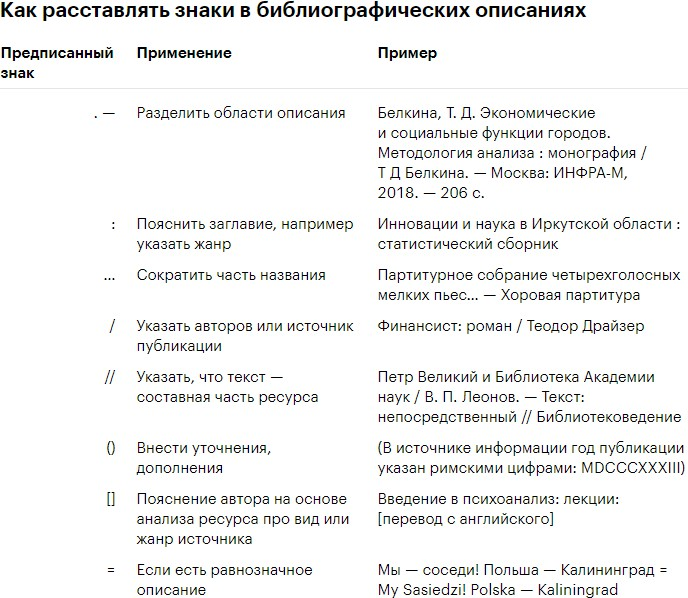 Как расставлять знаки в библиографических описаниях
Предписанный знак
Применение
Пример
. —
Разделить области описания
Белкина, Т. Д. Экономические
и социальные функции городов.
Методология анализа : монография /
Т Д Белкина. — Москва: ИНФРА-М,
2018. — 206 с.
:
Пояснить заглавие, например
указать жанр
Инновации и наука в Иркутской области :
статистический сборник
...
Сократить часть названия
Партитурное собрание четырехголосных
мелких пьес... — Хоровая партитура
/
Указать авторов или источник
публикации
Финансист: роман / Теодор Драйзер
//
Указать, что текст —
составная часть ресурса
Петр Великий и Библиотека Академии
наук / В. П. Леонов. — Текст:
непосредственный // Библиотековедение
()
Внести уточнения,
дополнения
(В источнике информации год публикации
указан римскими цифрами: MDCCCXXXIII)
[]
Пояснение автора на основе
анализа ресурса про вид или
жанр источника
Введение в психоанализ: лекции:
[перевод с английского]
=
Если есть равнозначное
описание
Мы — соседи! Польша — Калининград =
My Sasiedzi! Polska — Kaliningrad